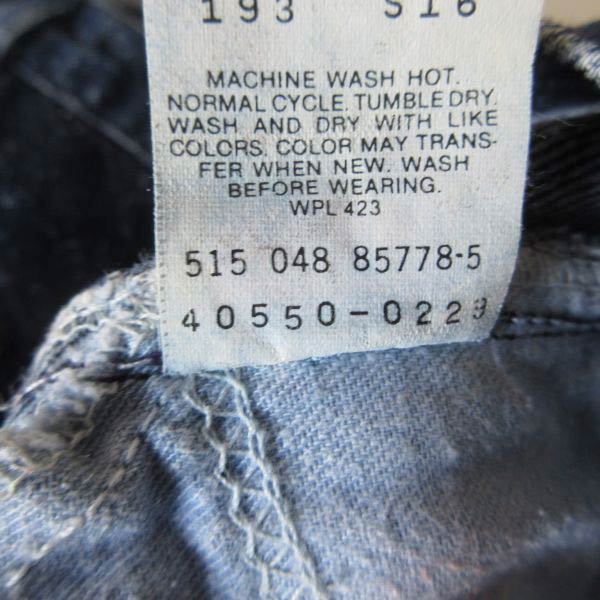 193 S16
MACHINE WASH HOT.
NORMAL CYCLE. TUMBLE DRY.
WASH AND DRY WITH LIKE
COLORS. COLOR MAY TRANS-
FER WHEN NEW. WASH
BEFORE WEARING.
WPL 423
515 048 85778-5
40550-0229